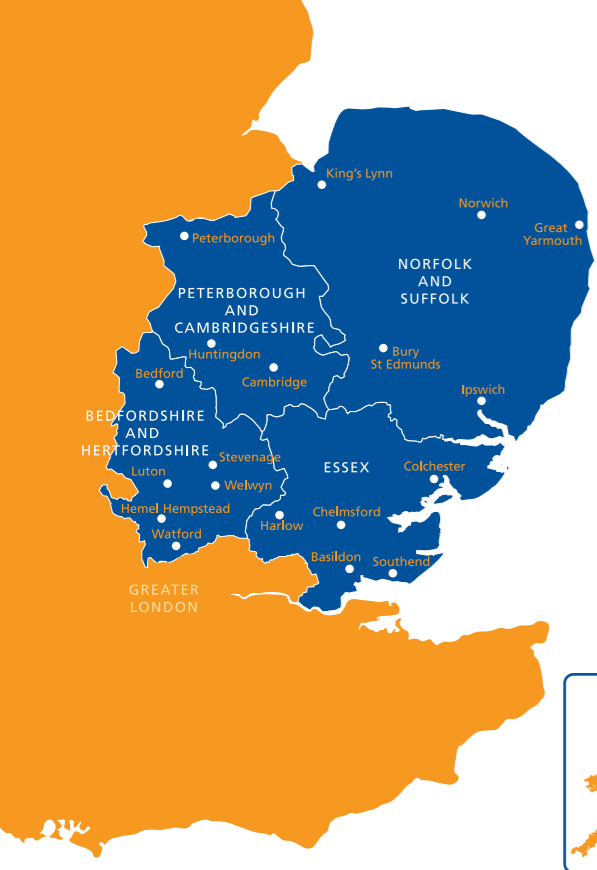 King's Lynn
Norwich
Great
Yarmouth
Peterborough
NORFOLK
AND
SUFFOLK
PETERBOROUGH
AND
CAMBRIDGESHIRE
Huntingdon
Bury
St Edmunds
Bedford
Cambridge
Ipswich
BEDFORDSHIRE
AND
HERTFORDSHIRE
Stevenage
ESSEX
Colchester
Luton
Welwyn
Hemel Hempstead
Chelmsford
Harlow
Watford
Basildon
Southend
GREATER
LONDON